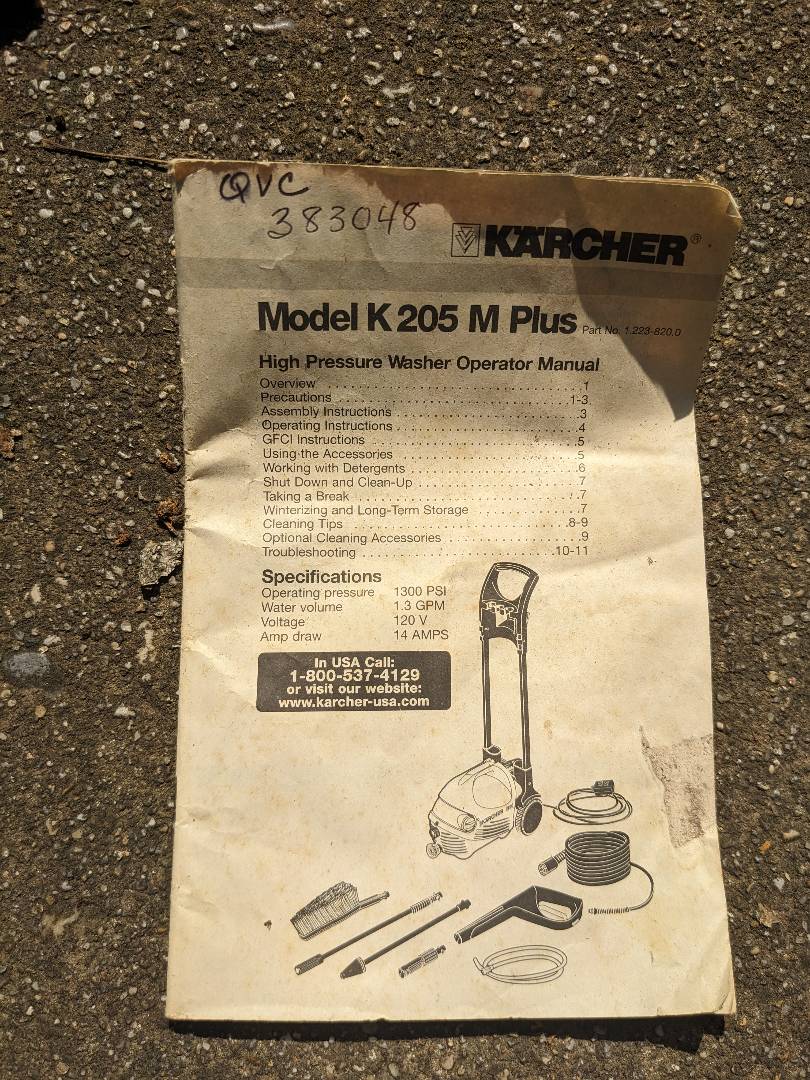 QVC
383048
KÄRCHER®
Model K 205 M Plus Part No. 1.223-820.0
High Pressure Washer Operator Manual
Overview . . . . . . . . . . . . . . . . . . . . . . . . . . . . . . 1
Precautions . . . . . . . . . . . . . . . . . . . . . . . . . . . . 1-3
Assembly Instructions . . . . . . . . . . . . . . . . . . . . . . 3
Operating Instructions . . . . . . . . . . . . . . . . . . . . . . 4
GFCI Instructions . . . . . . . . . . . . . . . . . . . . . . . . . 5
Using the Accessories . . . . . . . . . . . . . . . . . . . . . . 5
Working with Detergents . . . . . . . . . . . . . . . . . . . . 6
Shut Down and Clean-Up . . . . . . . . . . . . . . . . . . . . 7
Taking a Break . . . . . . . . . . . . . . . . . . . . . . . . . . . 7
Winterizing and Long-Term Storage . . . . . . . . . . . . . 7
Cleaning Tips . . . . . . . . . . . . . . . . . . . . . . . . . . . 8-9
Optional Cleaning Accessories . . . . . . . . . . . . . . . . 9
Troubleshooting . . . . . . . . . . . . . . . . . . . . . . . . . 10-11
Specifications
Operating pressure 1300 PSI
Water volume 1.3 GPM
Voltage 120 V
Amp draw 14 AMPS
In USA Call:
1-800-537-4129
or visit our website:
www.karcher-usa.com
KÄRCHER